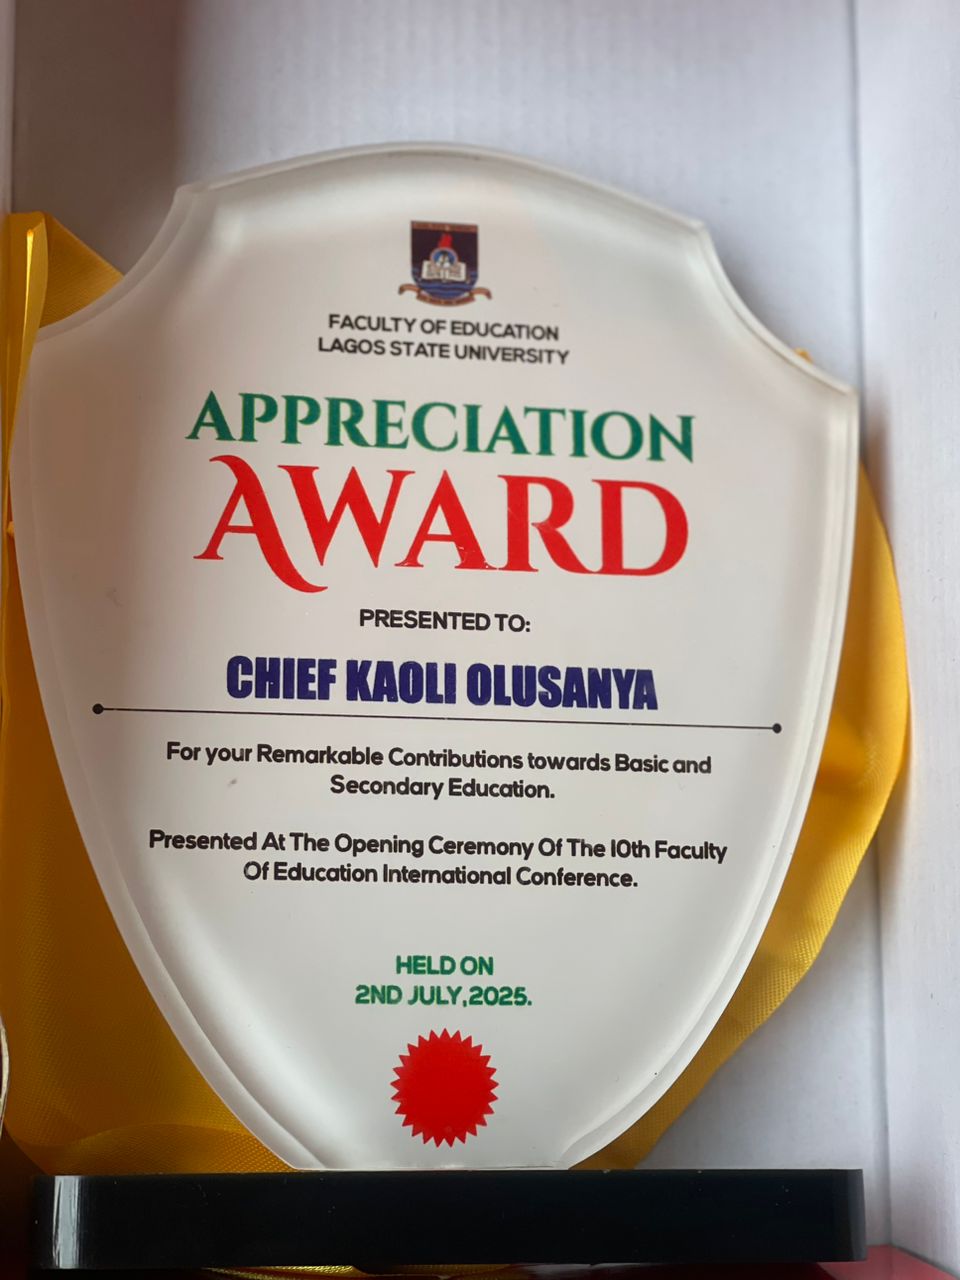 FACULTY OF EDUCATION
LAGOS STATE UNIVERSITY
APPRECIATION
AWARD
PRESENTED TO:
CHIEF KAOLI OLUSANYA
For your Remarkable Contributions towards Basic and
Secondary Education.
Presented At The Opening Ceremony Of The 10th Faculty
Of Education International Conference.
HELD ON
2ND JULY,2025.